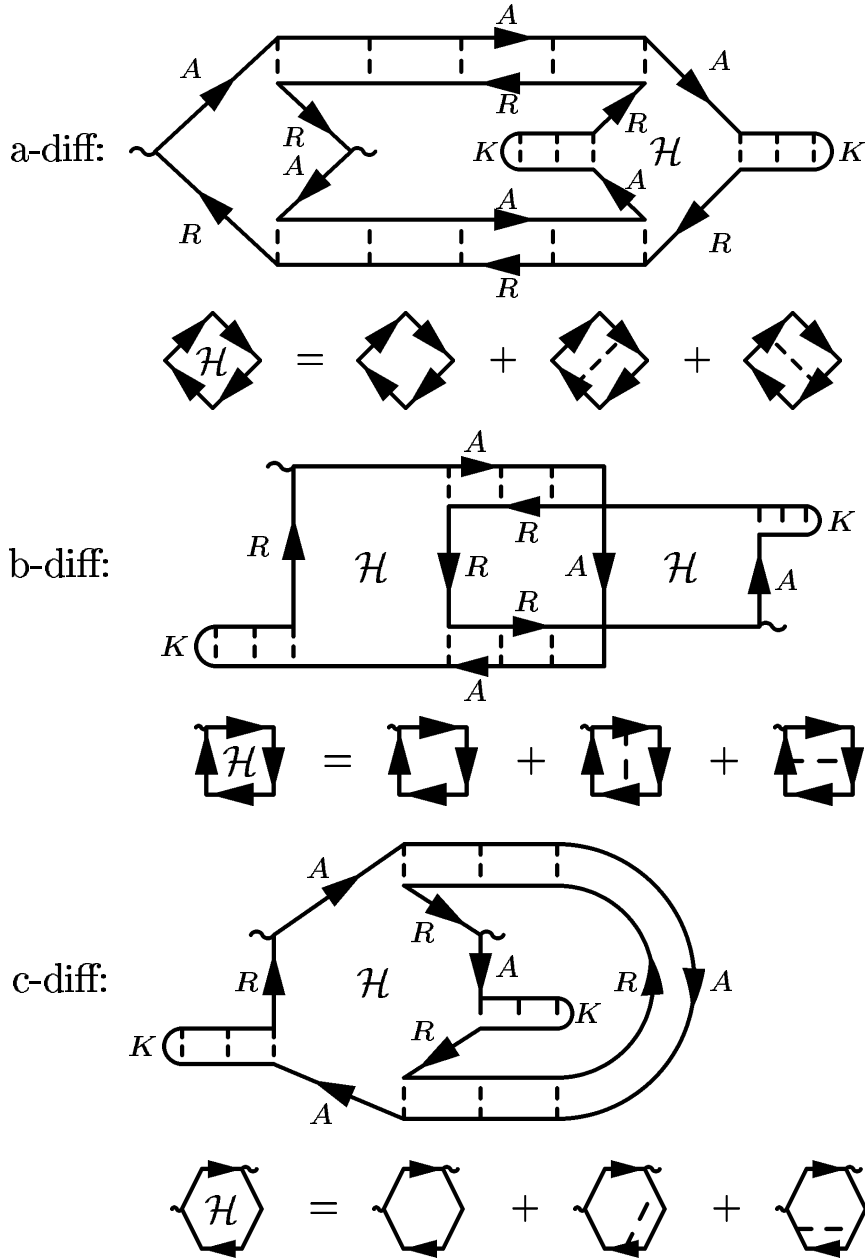 A
A A
R R
R
a-diff: K ℋ K
A A
R A R
R
ℋ = + +
A
R K
b-diff: R ℋ R A ℋ A
R
K
A
ℋ = + +
A
R
c-diff: R ℋ A R A
K
K R
A
ℋ = + +